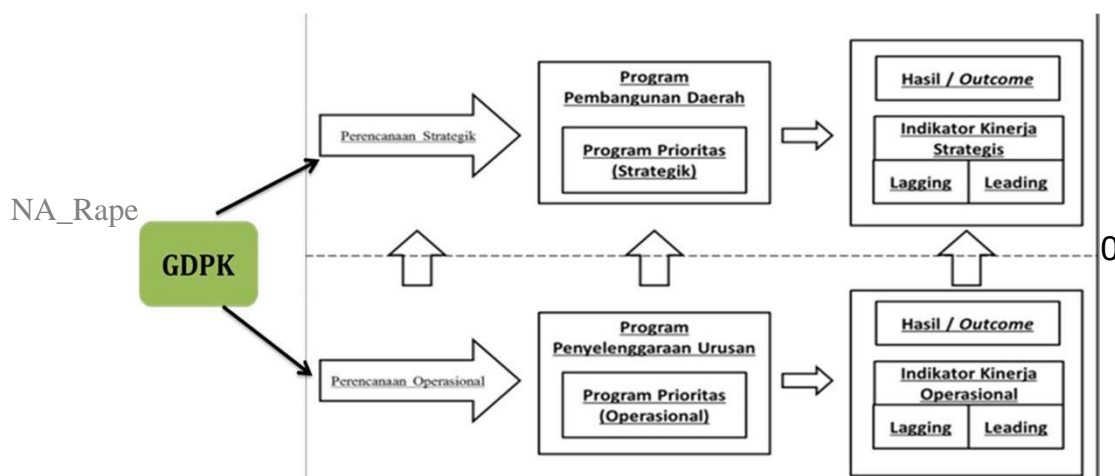 Program
Pembangunan Daerah
Program Prioritas
(Strategik)
Hasil / Outcome
Indikator Kinerja
Strategis
Lagging Leading
Perencanaan Strategik
NA_Rape
GDPK
0
Perencanaan Operasional
Program
Penyelenggaraan Urusan
Program Prioritas
(Operasional)
Hasil / Outcome
Indikator Kinerja
Operasional
Lagging Leading